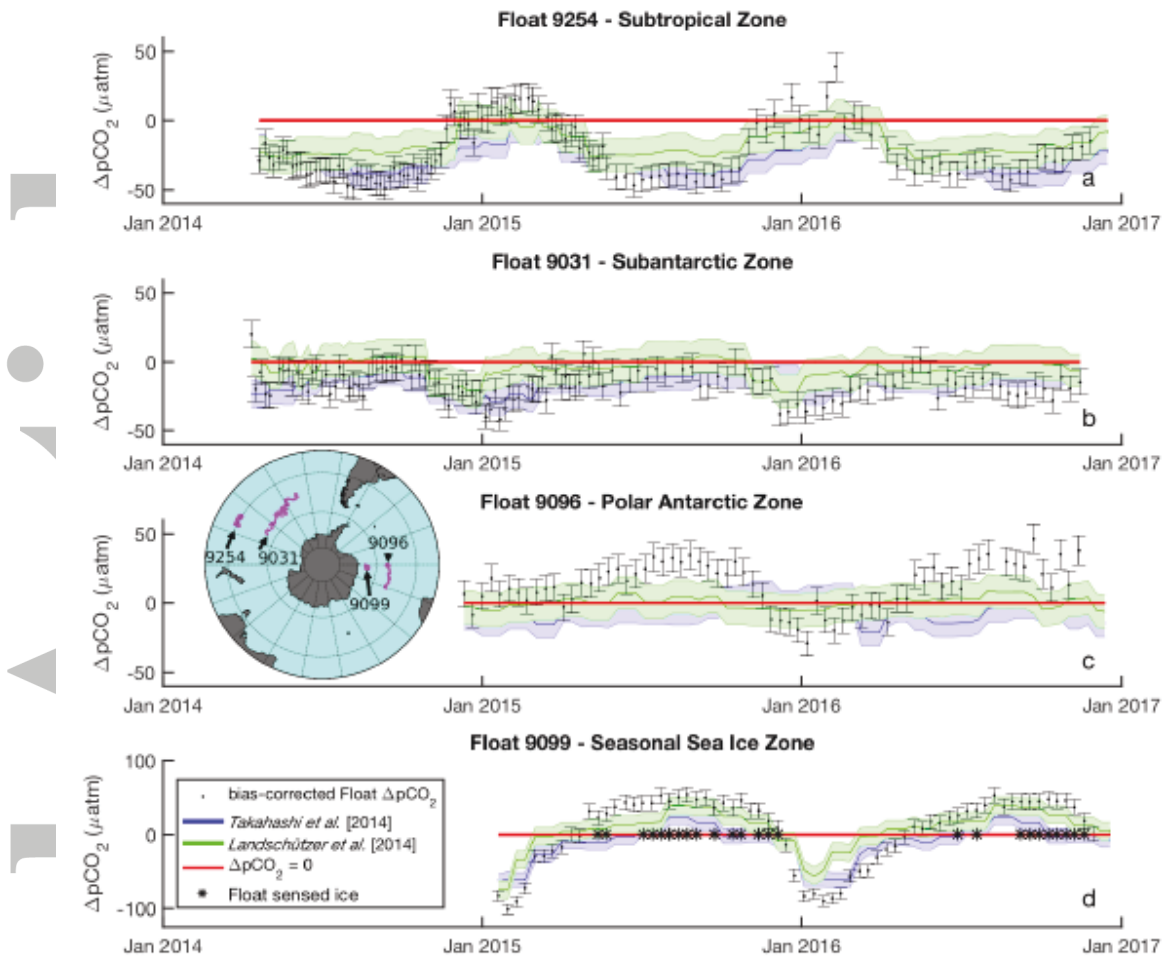 Float 9254 - Subtropical Zone
ΔpCO₂ (μatm)
50
0
-50
a
Jan 2014 Jan 2015 Jan 2016 Jan 2017
Float 9031 - Subantarctic Zone
ΔpCO₂ (μatm)
50
0
-50
b
Jan 2014 Jan 2015 Jan 2016 Jan 2017
9254 9031 9096
9099
Float 9096 - Polar Antarctic Zone
ΔpCO₂ (μatm)
50
0
-50
c
Jan 2014 Jan 2015 Jan 2016 Jan 2017
Float 9099 - Seasonal Sea Ice Zone
ΔpCO₂ (μatm)
100
0
-100
bias-corrected Float ΔpCO₂
Takahashi et al. [2014]
Landschützer et al. [2014]
ΔpCO₂ = 0
Float sensed ice
d
Jan 2014 Jan 2015 Jan 2016 Jan 2017